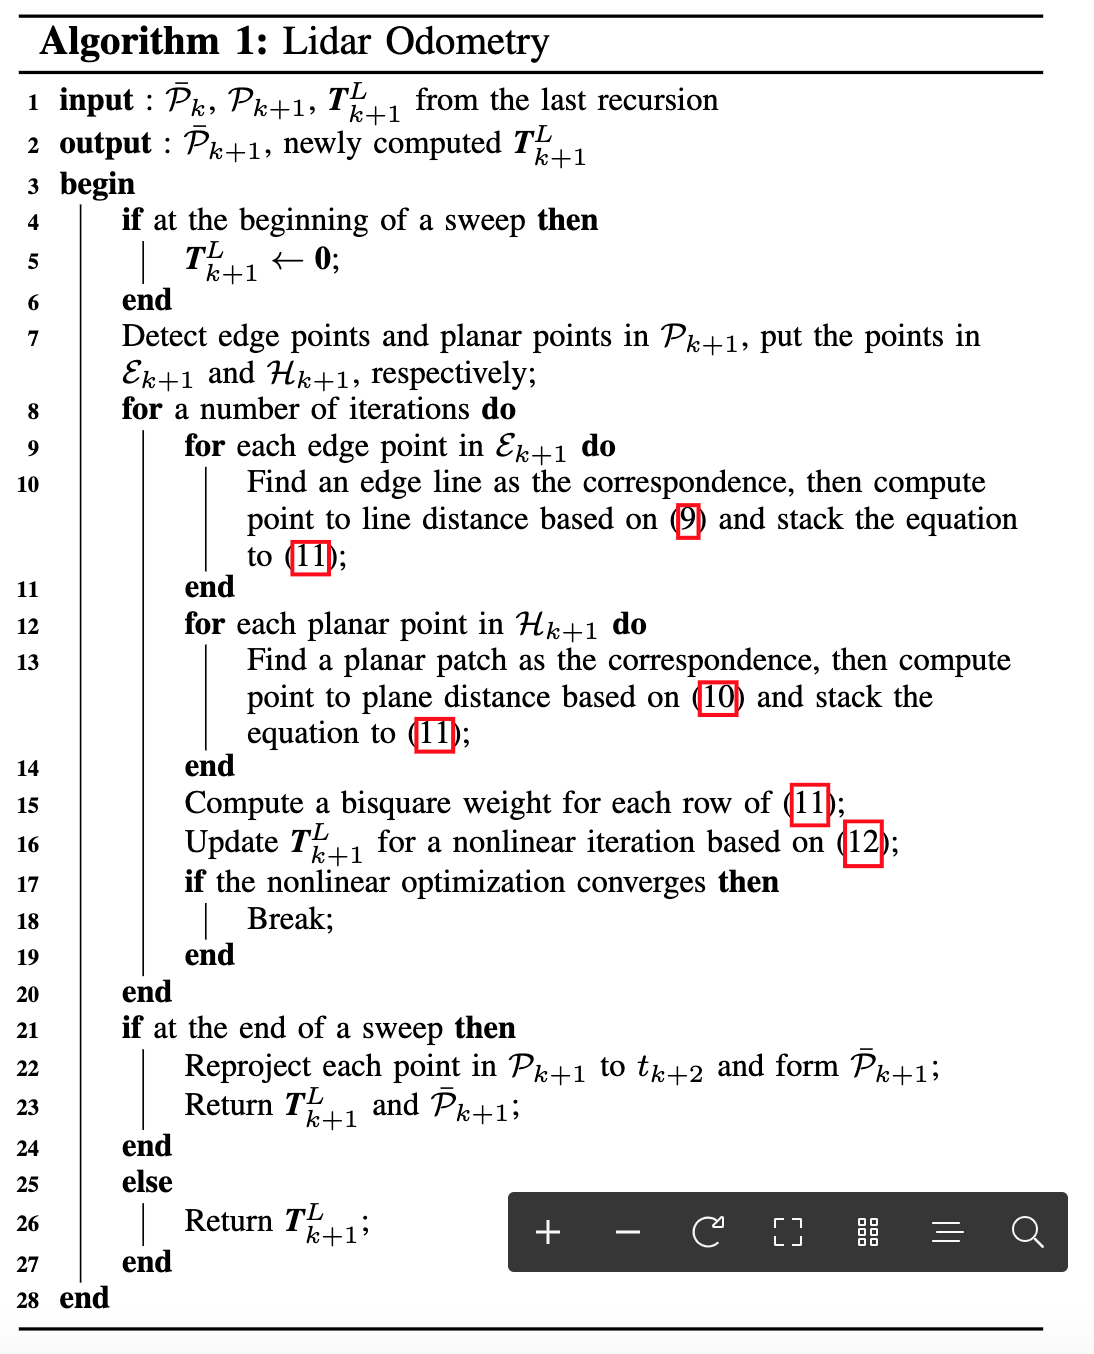 Algorithm 1: Lidar Odometry
1 input : $\bar{\mathcal{P}}_k$, $\mathcal{P}_{k+1}$, $\boldsymbol{T}^L_{k+1}$ from the last recursion
2 output : $\bar{\mathcal{P}}_{k+1}$, newly computed $\boldsymbol{T}^L_{k+1}$
3 begin
4 if at the beginning of a sweep then
5 $\boldsymbol{T}^L_{k+1} \leftarrow \mathbf{0}$;
6 end
7 Detect edge points and planar points in $\mathcal{P}_{k+1}$, put the points in
$\mathcal{E}_{k+1}$ and $\mathcal{H}_{k+1}$, respectively;
8 for a number of iterations do
9 for each edge point in $\mathcal{E}_{k+1}$ do
10 Find an edge line as the correspondence, then compute
point to line distance based on (9) and stack the equation
to (11);
11 end
12 for each planar point in $\mathcal{H}_{k+1}$ do
13 Find a planar patch as the correspondence, then compute
point to plane distance based on (10) and stack the
equation to (11);
14 end
15 Compute a bisquare weight for each row of (11);
16 Update $\boldsymbol{T}^L_{k+1}$ for a nonlinear iteration based on (12);
17 if the nonlinear optimization converges then
18 Break;
19 end
20 end
21 if at the end of a sweep then
22 Reproject each point in $\mathcal{P}_{k+1}$ to $t_{k+2}$ and form $\bar{\mathcal{P}}_{k+1}$;
23 Return $\boldsymbol{T}^L_{k+1}$ and $\bar{\mathcal{P}}_{k+1}$;
24 end
25 else
26 Return $\boldsymbol{T}^L_{k+1}$;
27 end
28 end